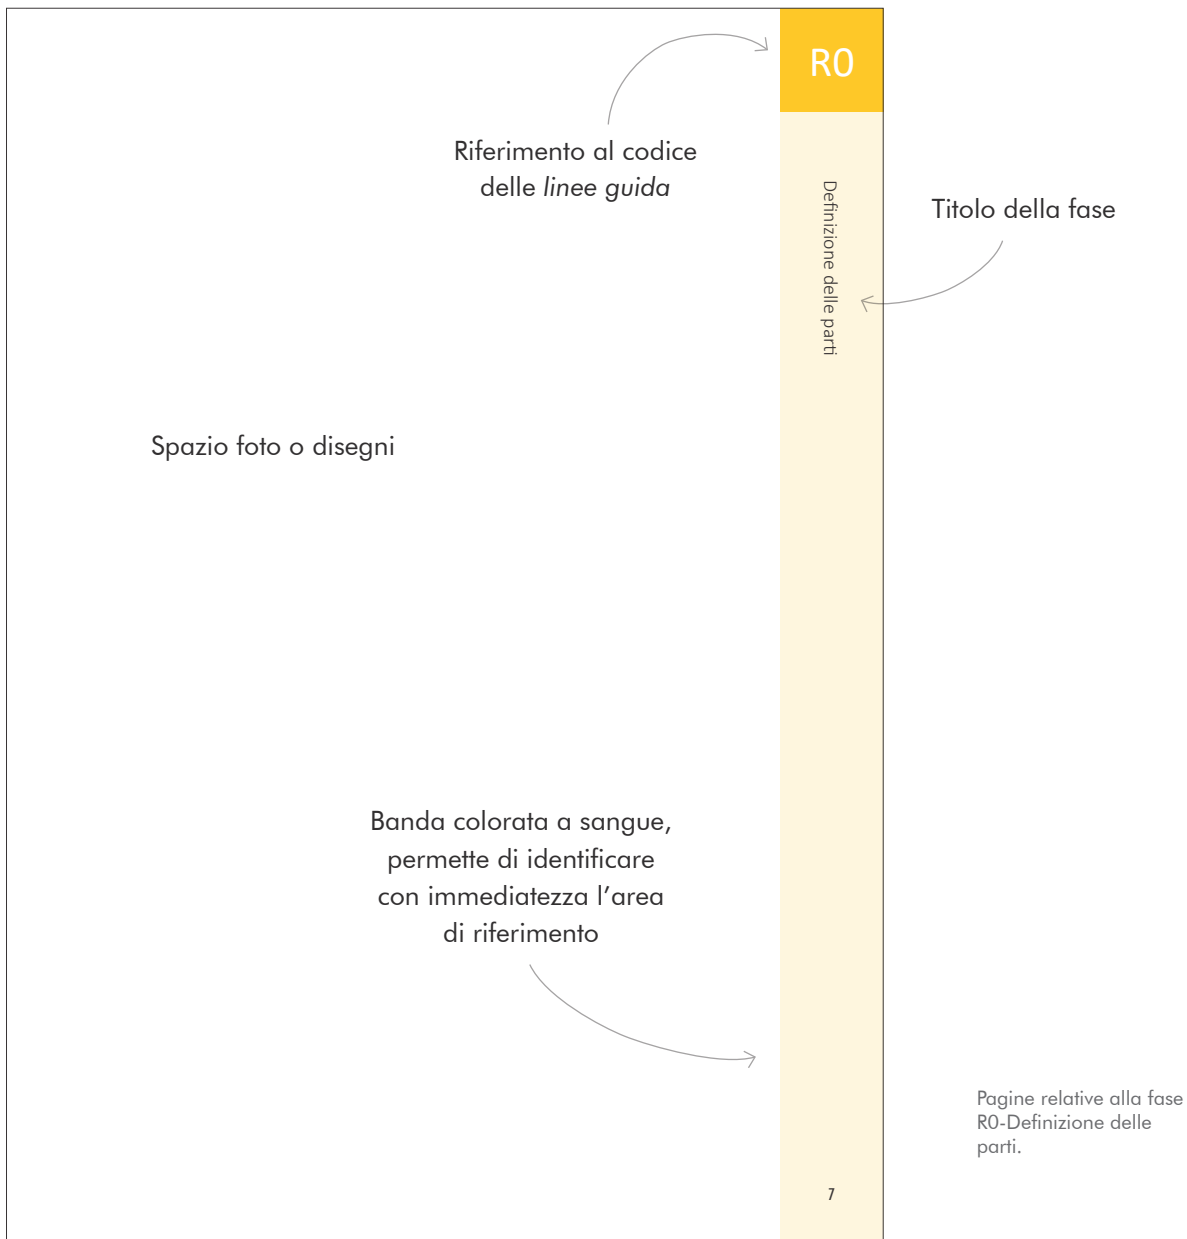 R0
Riferimento al codice
delle linee guida
Definizione delle parti
Titolo della fase
Spazio foto o disegni
Banda colorata a sangue,
permette di identificare
con immediatezza l’area
di riferimento
Pagine relative alla fase
R0-Definizione delle
parti.
7